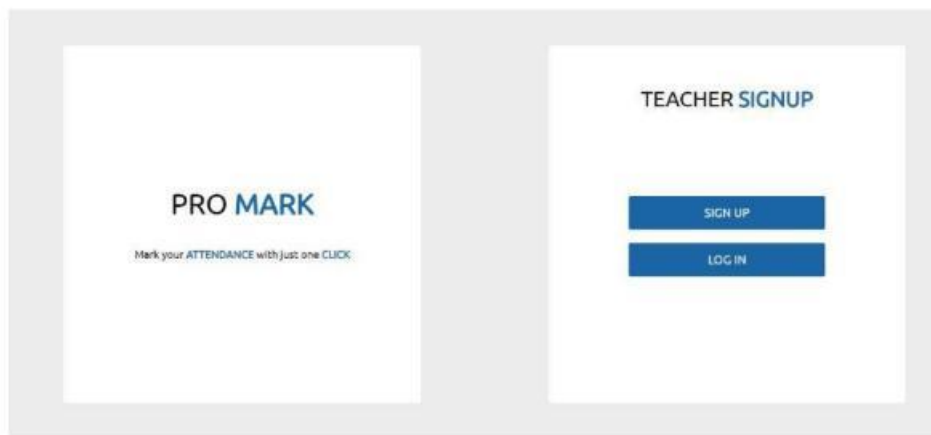 PRO MARK
Mark your ATTENDANCE with just one CLICK
TEACHER SIGNUP
SIGN UP
LOG IN